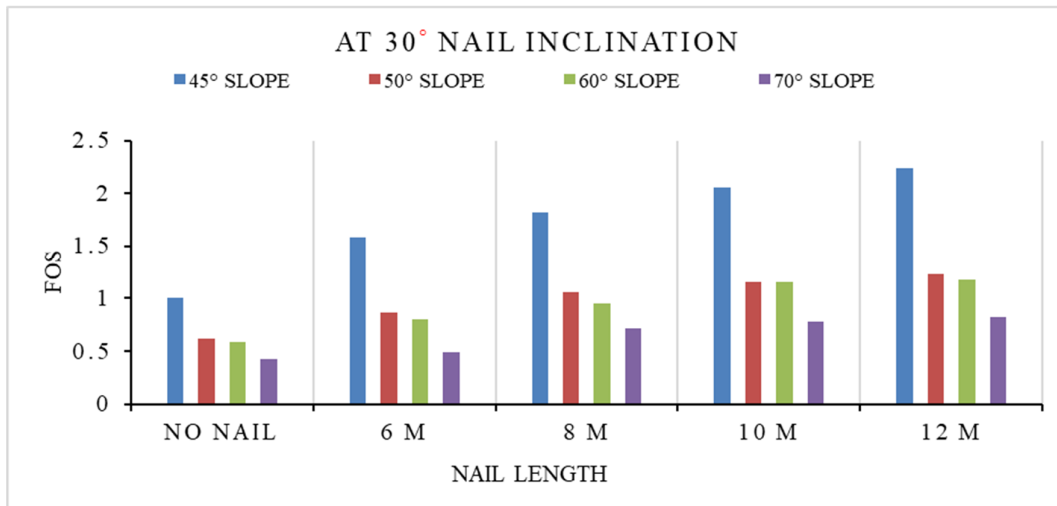 AT 30° NAIL INCLINATION
45° SLOPE 50° SLOPE 60° SLOPE 70° SLOPE
2.5
2
1.5
1
0.5
0
FOS
NO NAIL 6 M 8 M 10 M 12 M
NAIL LENGTH